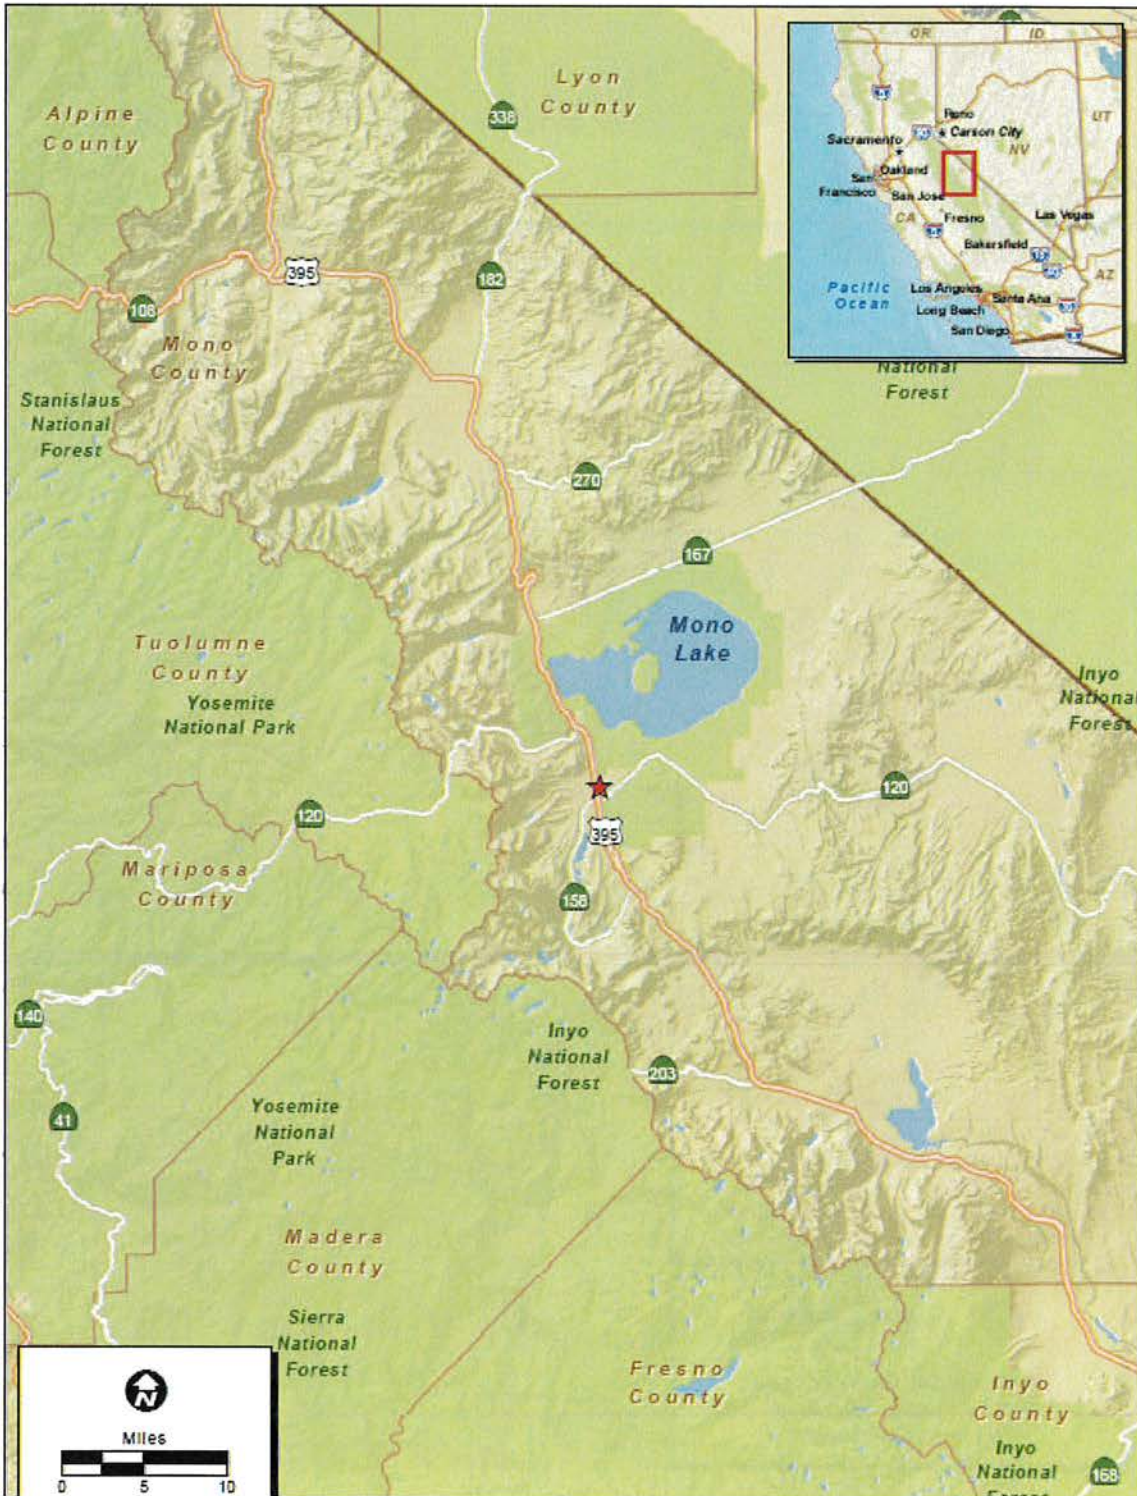 Alpine
County
Lyon
County
338
395
182
108
Mono
County
Stanislaus
National
Forest
270
167
National
Forest
Mono
Lake
Tuolumne
County
Yosemite
National Park
Inyo
National
Forest
120
120
395
Mariposa
County
158
140
Inyo
National
Forest
203
41
Yosemite
National
Park
Madera
County
Sierra
National
Forest
Fresno
County
Inyo
County
Inyo
National
Forest
168
N
Miles
0 5 10
OR
ID
UT
Reno
Carson City
NV
Sacramento
Oakland
San
Francisco
San Jose
CA
Fresno
Las Vegas
Bakersfield
AZ
Pacific
Ocean
Los Angeles
Long Beach
Santa Ana
San Diego